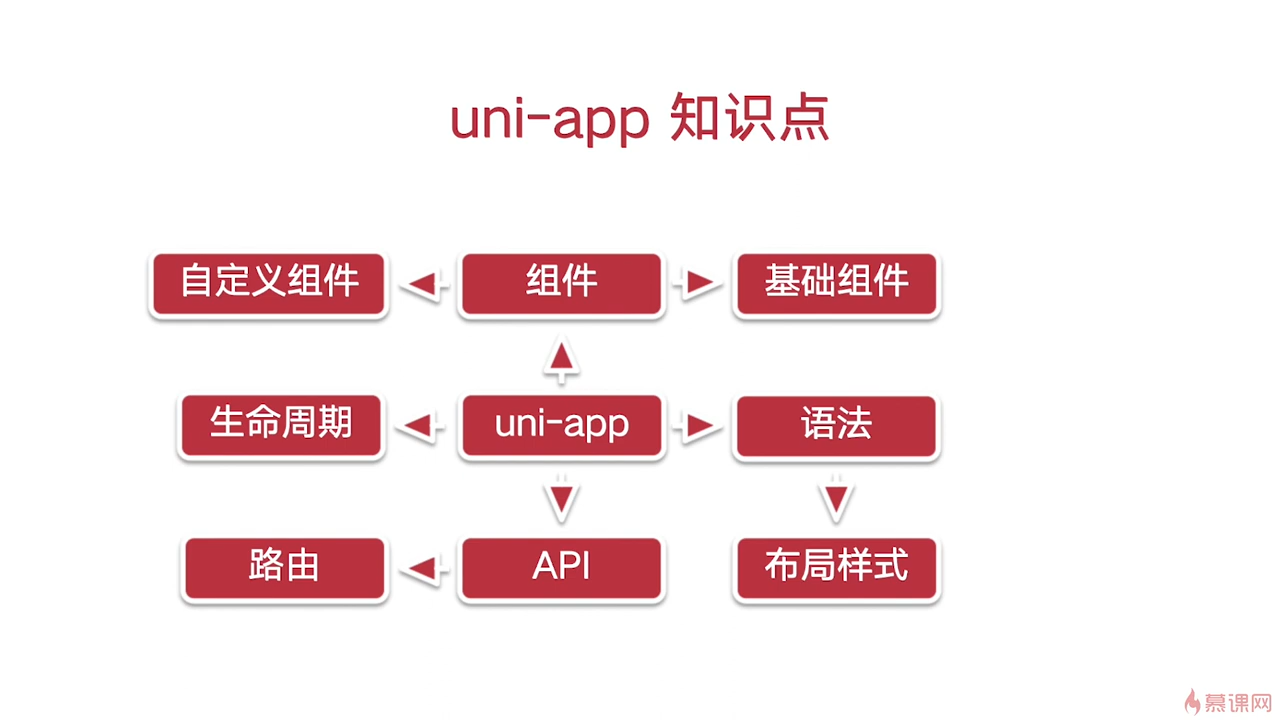 uni-app 知识点
自定义组件
组件
基础组件
生命周期
uni-app
语法
路由
API
布局样式
慕课网